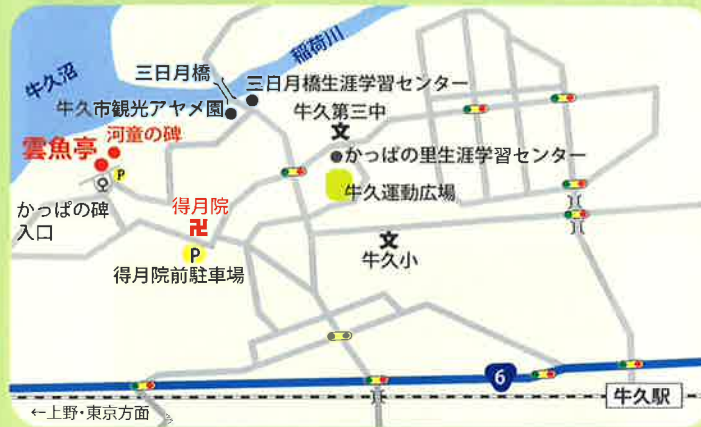 稲荷川
牛久沼
三日月橋
三日月橋生涯学習センター
牛久市観光アヤメ園
牛久第三中
文
河童の碑
雲魚亭
P
かっぱの里生涯学習センター
牛久運動広場
かっぱの碑
入口
得月院
卍
P
得月院前駐車場
文
牛久小
6
牛久駅
←上野・東京方面